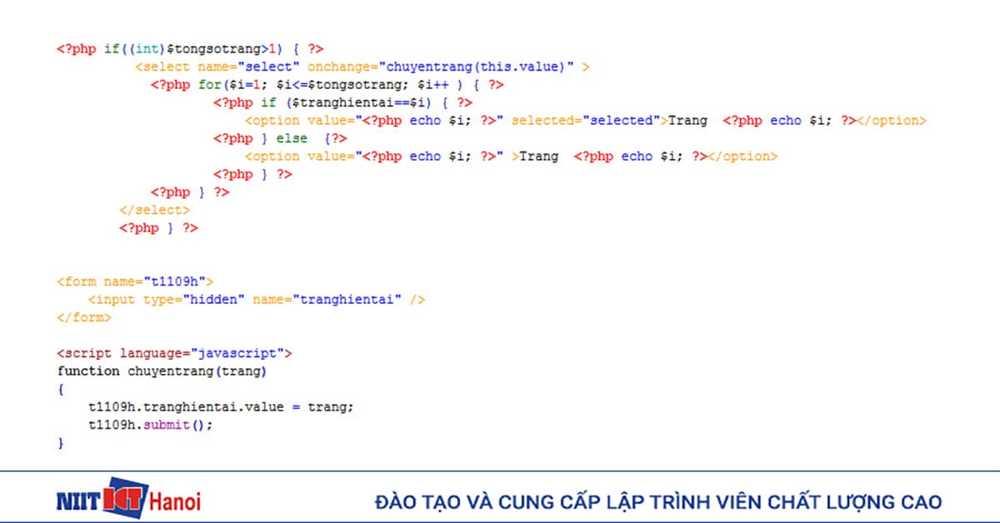 <?php if((int)$tongsotrang>1) { ?>
<select name="select" onchange="chuyentrang(this.value)" >
<?php for($i=1; $i<=$tongsotrang; $i++ ) { ?>
<?php if ($tranghientai==$i) { ?>
<option value="<?php echo $i; ?>" selected="selected">Trang <?php echo $i; ?></option>
<?php } else {?>
<option value="<?php echo $i; ?>" >Trang <?php echo $i; ?></option>
<?php } ?>
<?php } ?>
</select>
<?php } ?>
<form name="t1109h">
<input type="hidden" name="tranghientai" />
</form>
<script language="javascript">
function chuyentrang(trang)
{
t1109h.tranghientai.value = trang;
t1109h.submit();
}
NIIT ICT Hanoi
ĐÀO TẠO VÀ CUNG CẤP LẬP TRÌNH VIÊN CHẤT LƯỢNG CAO